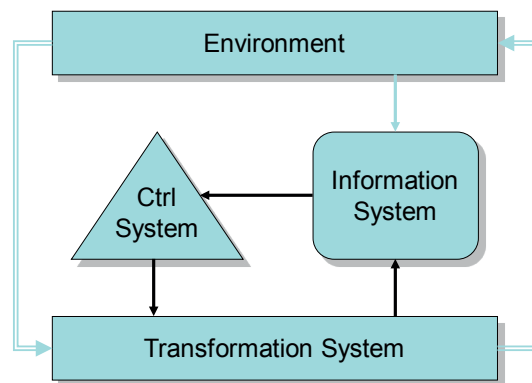 Environment
Ctrl
System
Information
System
Transformation System